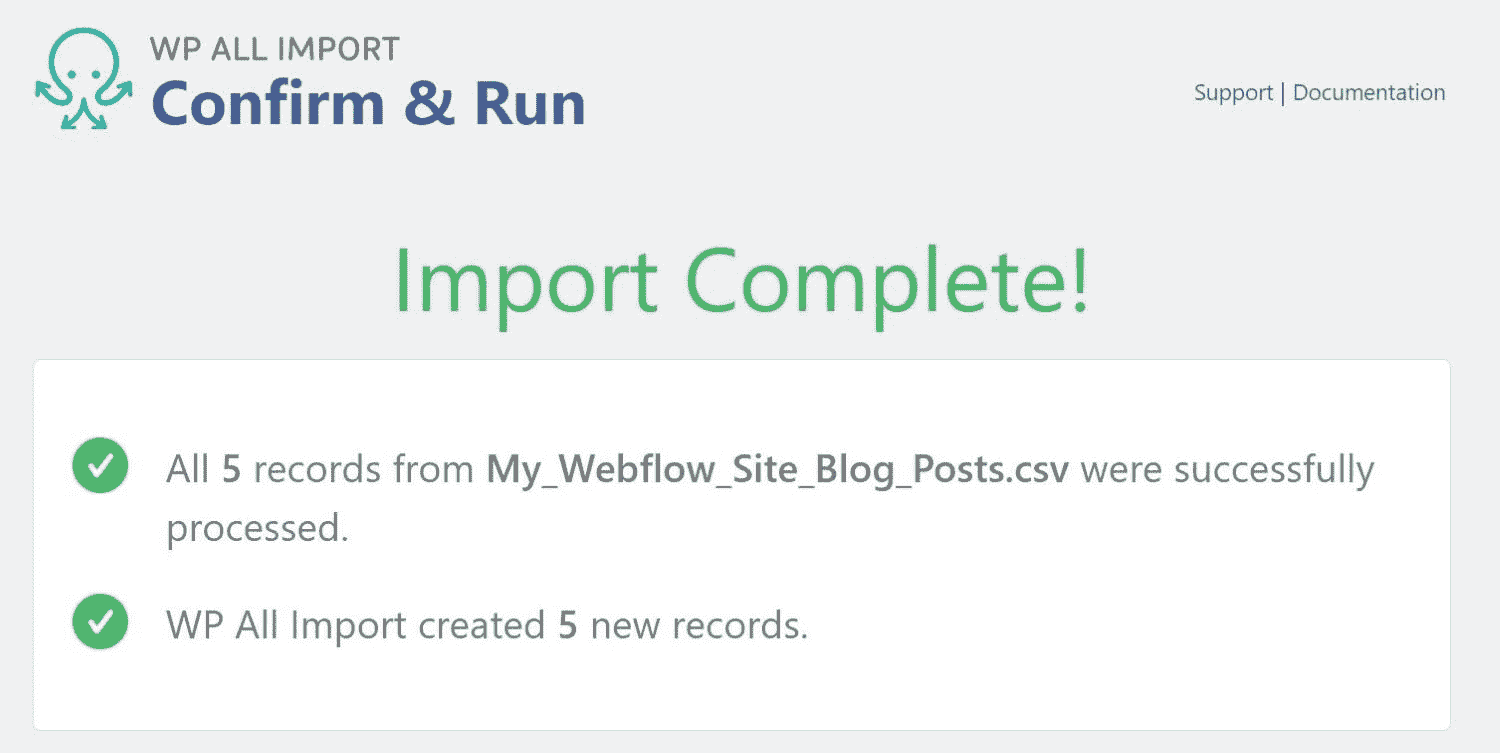 WP ALL IMPORT
Confirm & Run
Support | Documentation
Import Complete!
All 5 records from My_Webflow_Site_Blog_Posts.csv were successfully
processed.
WP All Import created 5 new records.